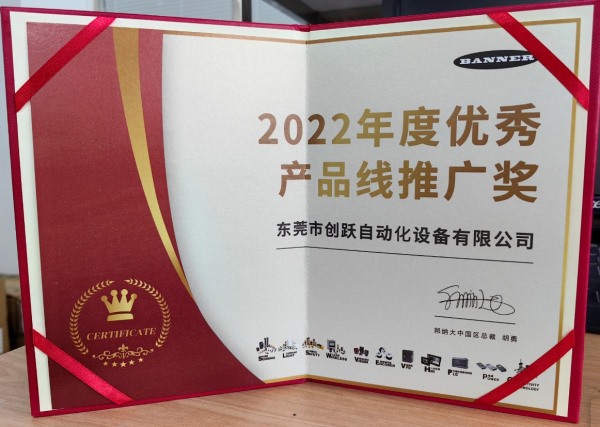 BANNER
2022年度优秀
产品线推广奖
东莞市创跃自动化设备有限公司
邦纳大中国区总裁 胡勇
CERTIFICATE